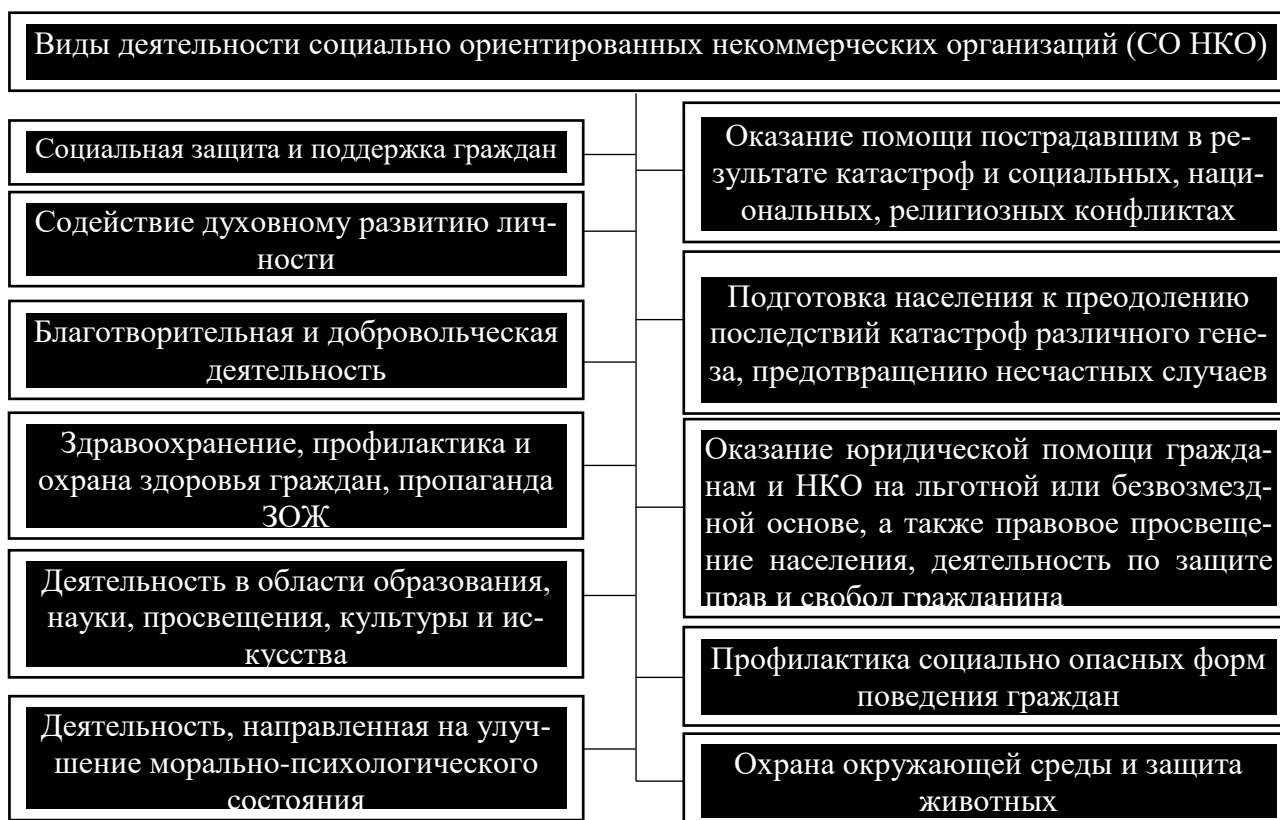 Виды деятельности социально ориентированных некоммерческих организаций (СО НКО)
Социальная защита и поддержка граждан
Содействие духовному развитию лич-
ности
Благотворительная и добровольческая
деятельность
Здравоохранение, профилактика и
охрана здоровья граждан, пропаганда
ЗОЖ
Деятельность в области образования,
науки, просвещения, культуры и ис-
кусства
Деятельность, направленная на улуч-
шение морально-психологического
состояния
Оказание помощи пострадавшим в ре-
зультате катастроф и социальных, наци-
ональных, религиозных конфликтах
Подготовка населения к преодолению
последствий катастроф различного гене-
за, предотвращению несчастных случаев
Оказание юридической помощи гражда-
нам и НКО на льготной или безвозмезд-
ной основе, а также правовое просвеще-
ние населения, деятельность по защите
прав и свобод гражданина
Профилактика социально опасных форм
поведения граждан
Охрана окружающей среды и защита
животных